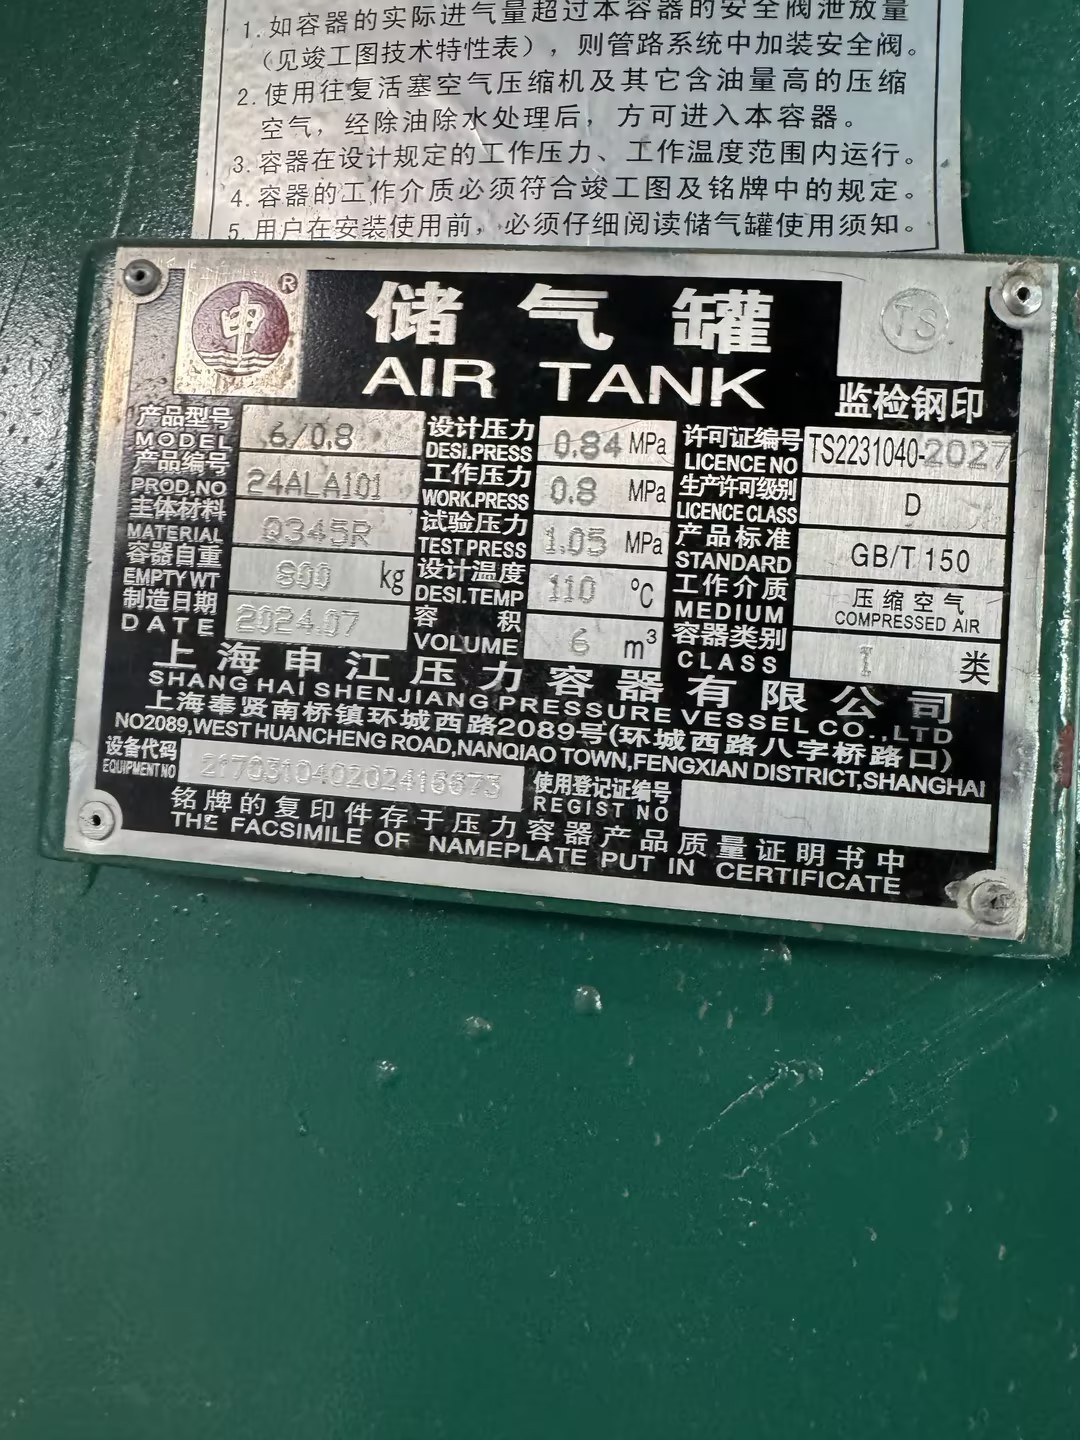 1. 如容器的实际进气量超过本容器的安全阀泄放量
（见竣工图技术特性表），则管路系统中加装安全阀。
2. 使用往复活塞空气压缩机及其它含油量高的压缩
空气，经除油除水处理后，方可进入本容器。
3. 容器在设计规定的工作压力、工作温度范围内运行。
4. 容器的工作介质必须符合竣工图及铭牌中的规定。
5. 用户在安装使用前，必须仔细阅读储气罐使用须知。
申 ®
储气罐
AIR TANK
TS
监检钢印
产品型号 6/0.8 设计压力 0.84 MPa 许可证编号 TS2231040-2027
MODEL DESI.PRESS LICENCE NO
产品编号 24ALA101 工作压力 0.8 MPa 生产许可级别 D
PROD.NO WORK.PRESS LICENCE CLASS
主体材料 Q345R 试验压力 1.05 MPa 产品标准 GB/T 150
MATERIAL TEST PRESS STANDARD
容器自重 800 kg 设计温度 110 °C 工作介质 压缩空气
EMPTY WT DESI.TEMP MEDIUM COMPRESSED AIR
制造日期 2024.07 容积 6 m³ 容器类别 I 类
DATE VOLUME CLASS
上海申江压力容器有限公司
SHANG HAI SHENJIANG PRESSURE VESSEL CO.,LTD
上海奉贤南桥镇环城西路2089号(环城西路八字桥路口)
NO2089,WEST HUANCHENG ROAD,NANQIAO TOWN,FENGXIAN DISTRICT,SHANGHAI
设备代码 217031040202416673 使用登记证编号
EQUIPMENT NO REGIST NO
铭牌的复印件存于压力容器产品质量证明书中
THE FACSIMILE OF NAMEPLATE PUT IN CERTIFICATE